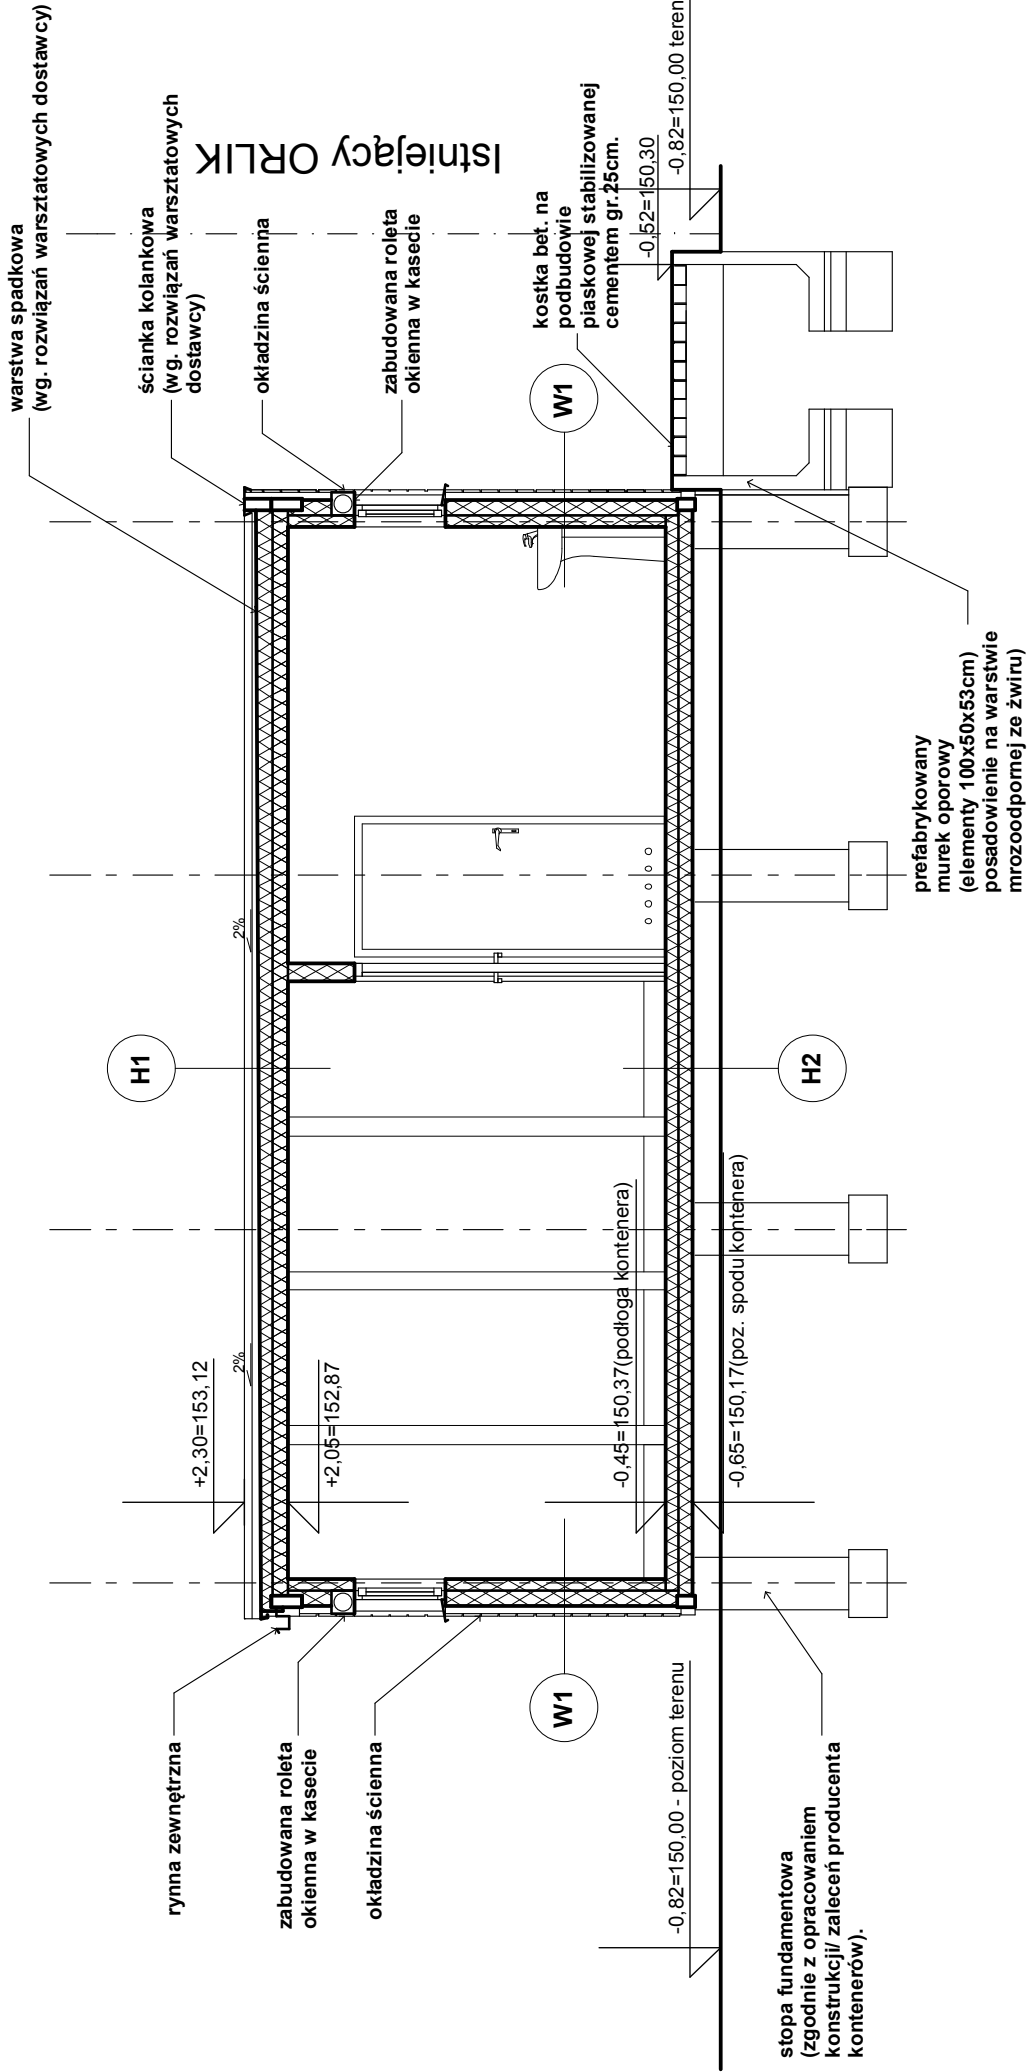 warstwa spadkowa
(wg. rozwiązań warsztatowych dostawcy)
ścianka kolankowa
(wg. rozwiązań warsztatowych
dostawcy)
okładzina ścienna
zabudowana roleta
okienna w kasecie
Istniejący ORLIK
kostka bet. na
podbudowie
piaskowej stabilizowanej
cementem gr.25cm.
-0,52=150,30
-0,82=150,00 teren
W1
prefabrykowany
murek oporowy
(elementy 100x50x53cm)
posadowienie na warstwie
mrozoodpornej ze żwiru)
2%
H1
H2
2%
+2,30=153,12
+2,05=152,87
-0,45=150,37(podłoga kontenera)
-0,65=150,17(poz. spodu kontenera)
rynna zewnętrzna
zabudowana roleta
okienna w kasecie
okładzina ścienna
W1
-0,82=150,00 - poziom terenu
stopa fundamentowa
(zgodnie z opracowaniem
konstrukcji/ zaleceń producenta
kontenerów).